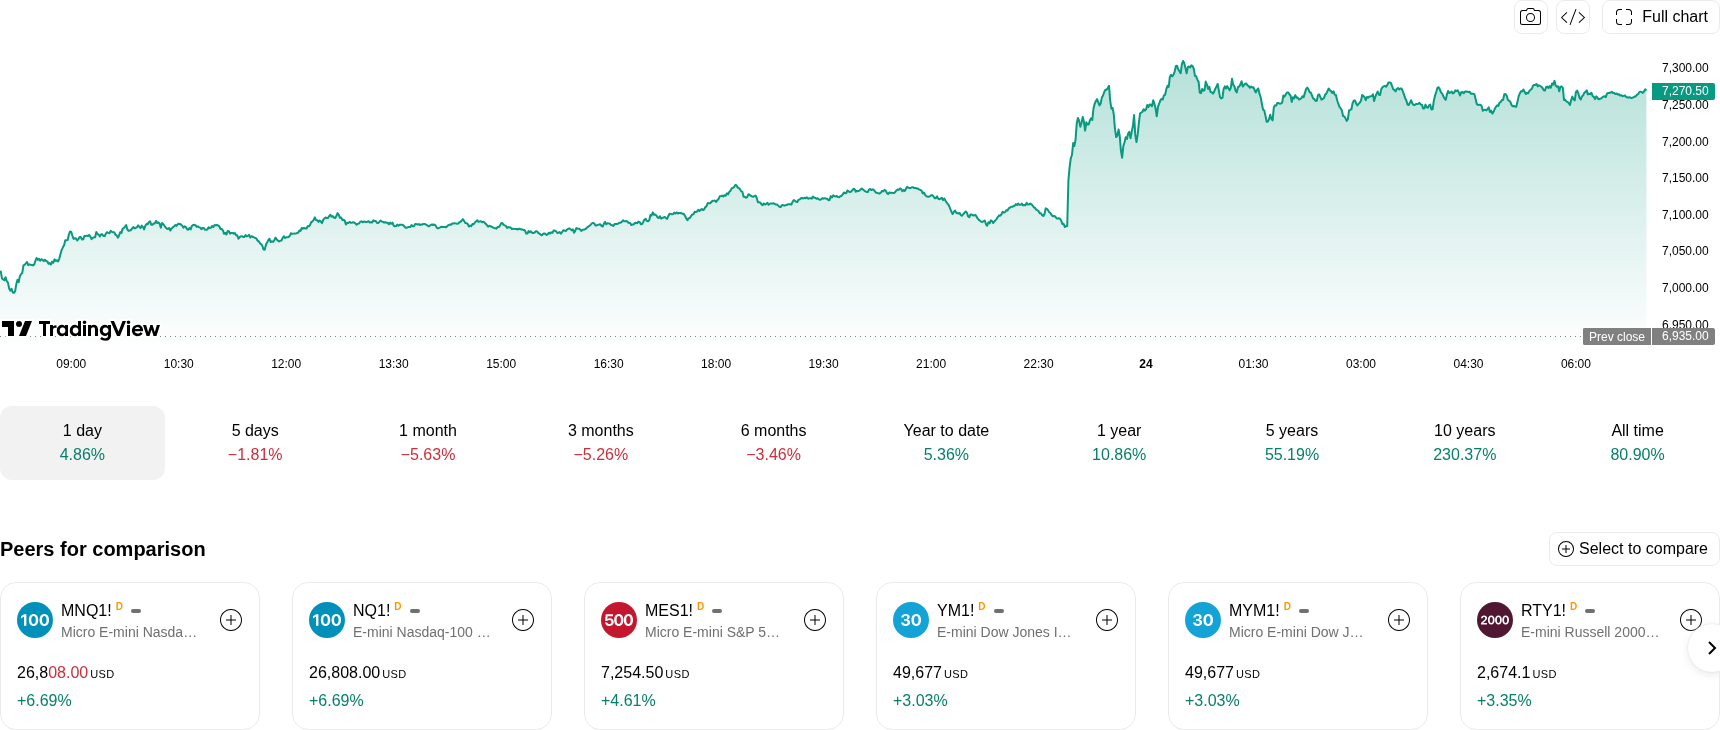 Full chart
7,300.00
7,270.50
7,250.00
7,200.00
7,150.00
7,100.00
7,050.00
7,000.00
6,950.00
TradingView
Prev close 6,935.00
09:00 10:30 12:00 13:30 15:00 16:30 18:00 19:30 21:00 22:30 24 01:30 03:00 04:30 06:00
1 day 5 days 1 month 3 months 6 months Year to date 1 year 5 years 10 years All time
4.86% −1.81% −5.63% −5.26% −3.46% 5.36% 10.86% 55.19% 230.37% 80.90%
Peers for comparison
Select to compare
100 MNQ1! D
Micro E-mini Nasda…
26,808.00 USD
+6.69%
100 NQ1! D
E-mini Nasdaq-100 …
26,808.00 USD
+6.69%
500 MES1! D
Micro E-mini S&P 5…
7,254.50 USD
+4.61%
30 YM1! D
E-mini Dow Jones I…
49,677 USD
+3.03%
30 MYM1! D
Micro E-mini Dow J…
49,677 USD
+3.03%
2000 RTY1! D
E-mini Russell 2000…
2,674.1 USD
+3.35%